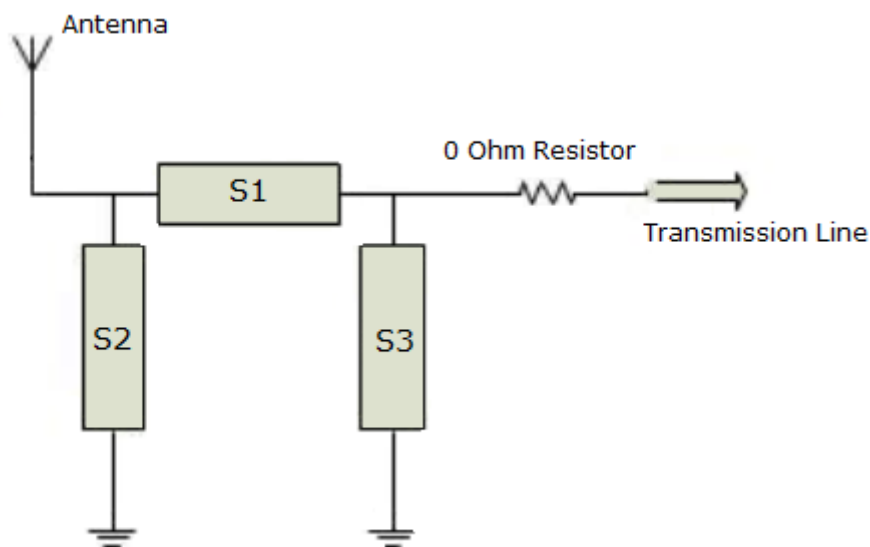 Antenna
0 Ohm Resistor
S1
Transmission Line
S2
S3